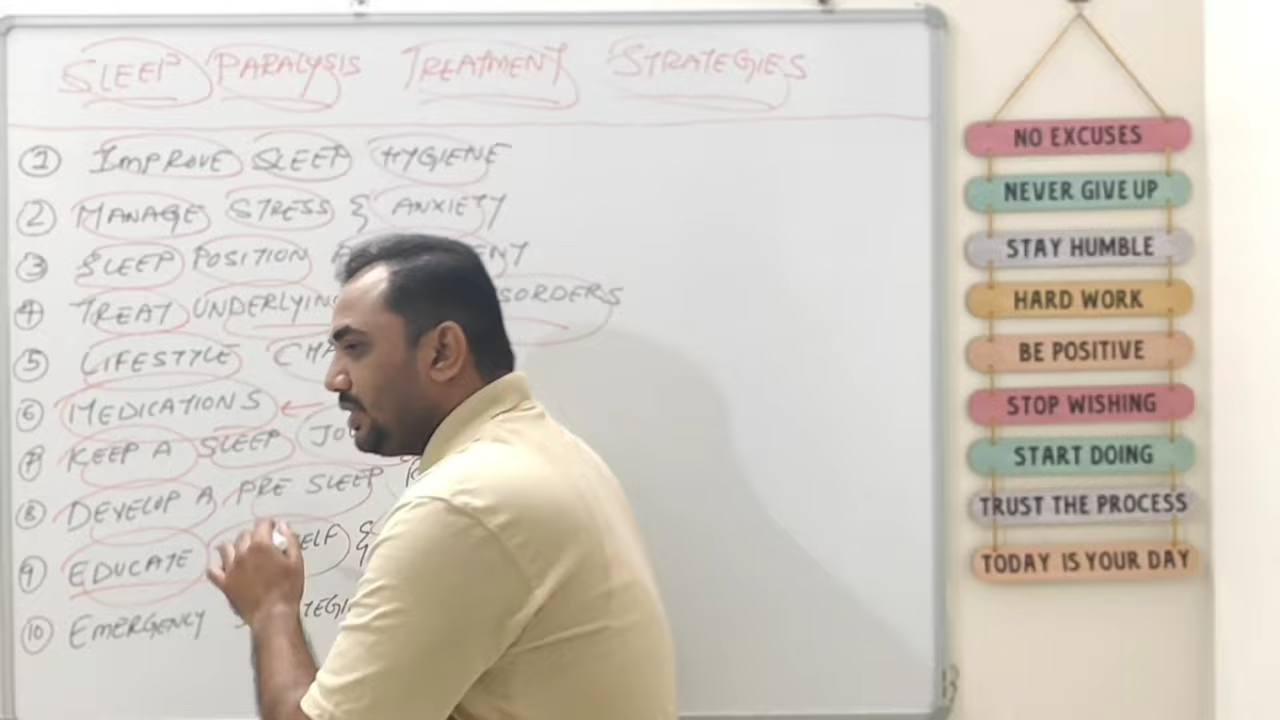 SLEEP PARALYSIS TREATMENT STRATEGIES
1 IMPROVE SLEEP HYGIENE
2 MANAGE STRESS & ANXIETY
3 SLEEP POSITION
4 TREAT UNDERLYING
5 LIFESTYLE
6 MEDICATIONS ←
7 KEEP A SLEEP
8 DEVELOP A PRE SLEEP
9 EDUCATE &
10 EMERGENCY
NO EXCUSES
NEVER GIVE UP
STAY HUMBLE
HARD WORK
BE POSITIVE
STOP WISHING
START DOING
TRUST THE PROCESS
TODAY IS YOUR DAY